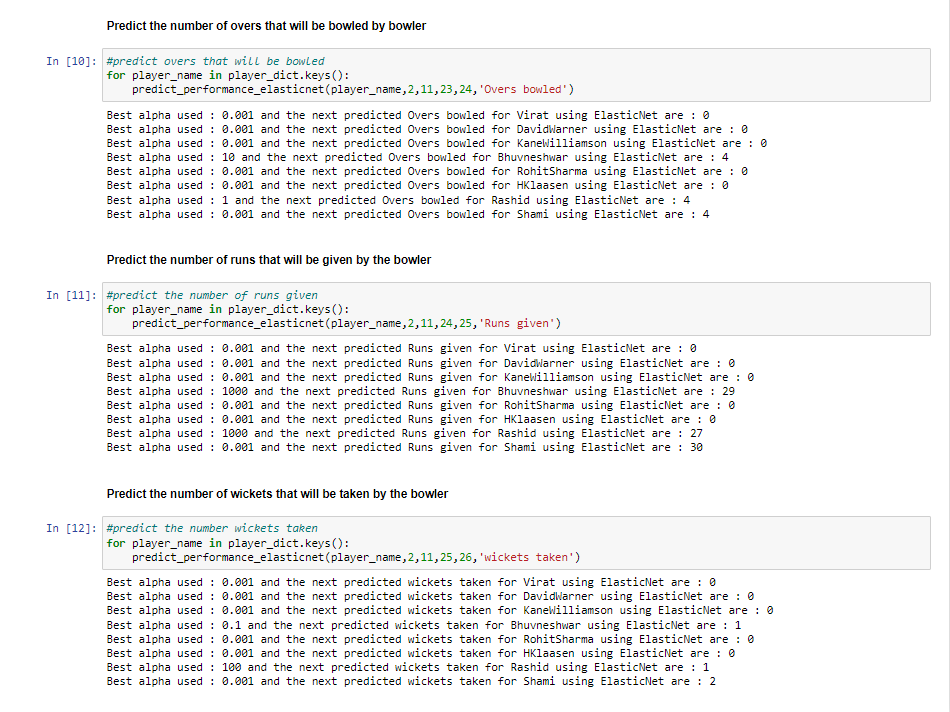 Predict the number of overs that will be bowled by bowler
In [10]: #predict overs that will be bowled
for player_name in player_dict.keys():
    predict_performance_elasticnet(player_name,2,11,23,24,'Overs bowled')
Best alpha used : 0.001 and the next predicted Overs bowled for Virat using ElasticNet are : 0
Best alpha used : 0.001 and the next predicted Overs bowled for DavidWarner using ElasticNet are : 0
Best alpha used : 0.001 and the next predicted Overs bowled for KaneWilliamson using ElasticNet are : 0
Best alpha used : 10 and the next predicted Overs bowled for Bhuvneshwar using ElasticNet are : 4
Best alpha used : 0.001 and the next predicted Overs bowled for RohitSharma using ElasticNet are : 0
Best alpha used : 0.001 and the next predicted Overs bowled for HKlaasen using ElasticNet are : 0
Best alpha used : 1 and the next predicted Overs bowled for Rashid using ElasticNet are : 4
Best alpha used : 0.001 and the next predicted Overs bowled for Shami using ElasticNet are : 4
Predict the number of runs that will be given by the bowler
In [11]: #predict the number of runs given
for player_name in player_dict.keys():
    predict_performance_elasticnet(player_name,2,11,24,25,'Runs given')
Best alpha used : 0.001 and the next predicted Runs given for Virat using ElasticNet are : 0
Best alpha used : 0.001 and the next predicted Runs given for DavidWarner using ElasticNet are : 0
Best alpha used : 0.001 and the next predicted Runs given for KaneWilliamson using ElasticNet are : 0
Best alpha used : 1000 and the next predicted Runs given for Bhuvneshwar using ElasticNet are : 29
Best alpha used : 0.001 and the next predicted Runs given for RohitSharma using ElasticNet are : 0
Best alpha used : 0.001 and the next predicted Runs given for HKlaasen using ElasticNet are : 0
Best alpha used : 1000 and the next predicted Runs given for Rashid using ElasticNet are : 27
Best alpha used : 0.001 and the next predicted Runs given for Shami using ElasticNet are : 30
Predict the number of wickets that will be taken by the bowler
In [12]: #predict the number wickets taken
for player_name in player_dict.keys():
    predict_performance_elasticnet(player_name,2,11,25,26,'wickets taken')
Best alpha used : 0.001 and the next predicted wickets taken for Virat using ElasticNet are : 0
Best alpha used : 0.001 and the next predicted wickets taken for DavidWarner using ElasticNet are : 0
Best alpha used : 0.001 and the next predicted wickets taken for KaneWilliamson using ElasticNet are : 0
Best alpha used : 0.1 and the next predicted wickets taken for Bhuvneshwar using ElasticNet are : 1
Best alpha used : 0.001 and the next predicted wickets taken for RohitSharma using ElasticNet are : 0
Best alpha used : 0.001 and the next predicted wickets taken for HKlaasen using ElasticNet are : 0
Best alpha used : 100 and the next predicted wickets taken for Rashid using ElasticNet are : 1
Best alpha used : 0.001 and the next predicted wickets taken for Shami using ElasticNet are : 2